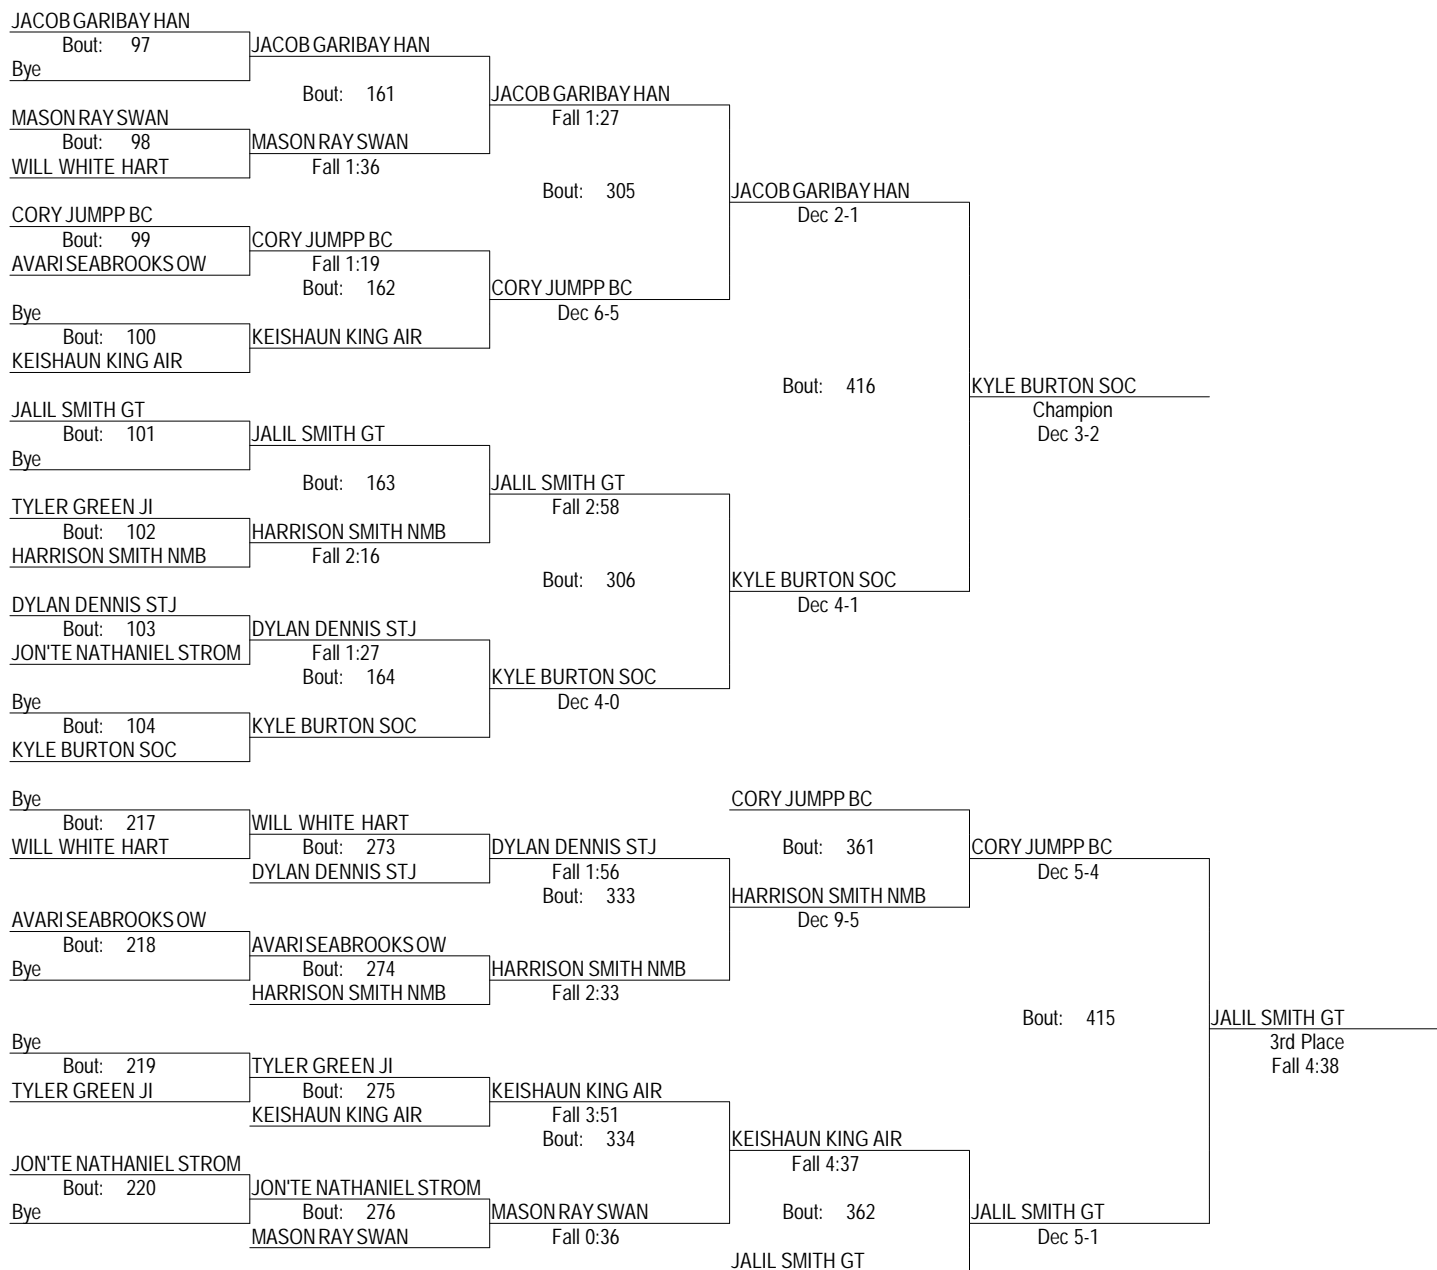 JACOB GARIBAY HAN
Bout: 97
JACOB GARIBAY HAN
Bye
Bout: 161
JACOB GARIBAY HAN
Fall 1:27
MASON RAY SWAN
Bout: 98
MASON RAY SWAN
WILL WHITE HART
Fall 1:36
Bout: 305
JACOB GARIBAY HAN
Dec 2-1
CORY JUMPP BC
Bout: 99
CORY JUMPP BC
AVARI SEABROOKS OW
Fall 1:19
Bout: 162
CORY JUMPP BC
Dec 6-5
Bye
Bout: 100
KEISHAUN KING AIR
KEISHAUN KING AIR
Bout: 416
KYLE BURTON SOC
Champion
Dec 3-2
JALIL SMITH GT
Bout: 101
JALIL SMITH GT
Bye
Bout: 163
JALIL SMITH GT
Fall 2:58
TYLER GREEN JI
Bout: 102
HARRISON SMITH NMB
HARRISON SMITH NMB
Fall 2:16
Bout: 306
KYLE BURTON SOC
Dec 4-1
DYLAN DENNIS STJ
Bout: 103
DYLAN DENNIS STJ
JON'TE NATHANIEL STROM
Fall 1:27
Bout: 164
KYLE BURTON SOC
Dec 4-0
Bye
Bout: 104
KYLE BURTON SOC
KYLE BURTON SOC
Bye
CORY JUMPP BC
Bout: 217
WILL WHITE HART
WILL WHITE HART
Bout: 273
DYLAN DENNIS STJ
Bout: 361
CORY JUMPP BC
DYLAN DENNIS STJ
Fall 1:56
Dec 5-4
Bout: 333
HARRISON SMITH NMB
Dec 9-5
AVARI SEABROOKS OW
Bout: 218
AVARI SEABROOKS OW
Bye
Bout: 274
HARRISON SMITH NMB
HARRISON SMITH NMB
Fall 2:33
Bout: 415
JALIL SMITH GT
3rd Place
Fall 4:38
Bye
Bout: 219
TYLER GREEN JI
TYLER GREEN JI
Bout: 275
KEISHAUN KING AIR
KEISHAUN KING AIR
Fall 3:51
Bout: 334
KEISHAUN KING AIR
Fall 4:37
JON'TE NATHANIEL STROM
Bout: 220
JON'TE NATHANIEL STROM
Bye
Bout: 276
MASON RAY SWAN
Bout: 362
JALIL SMITH GT
MASON RAY SWAN
Fall 0:36
Dec 5-1
JALIL SMITH GT